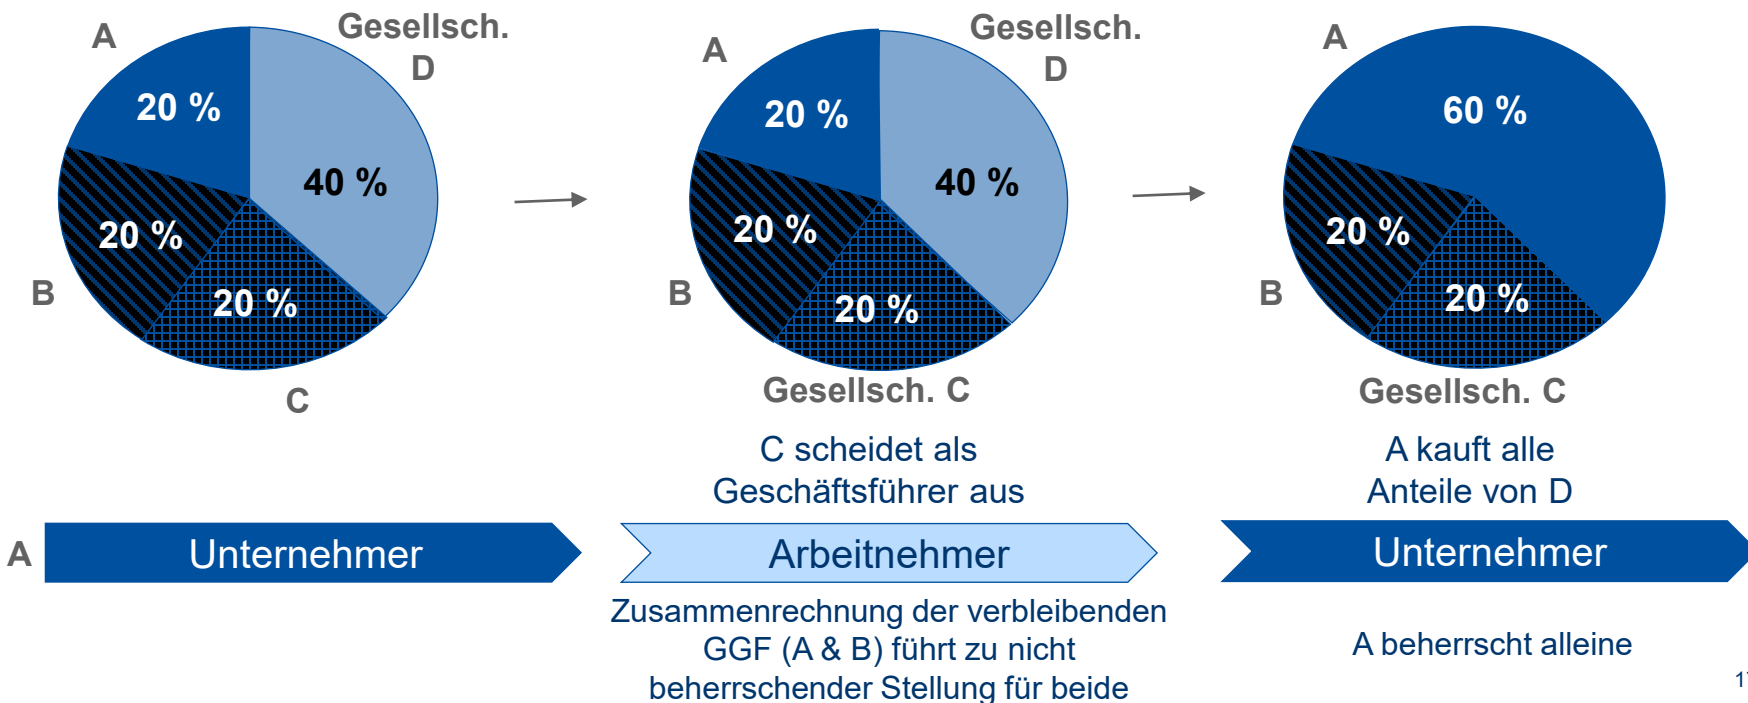 A
Gesellsch.
D
20 %
40 %
20 %
20 %
B
C
A
Gesellsch.
D
20 %
40 %
20 %
20 %
B
Gesellsch. C
A
60 %
20 %
20 %
B
Gesellsch. C
C scheidet als
Geschäftsführer aus
A kauft alle
Anteile von D
A
Unternehmer
Arbeitnehmer
Unternehmer
Zusammenrechnung der verbleibenden
GGF (A & B) führt zu nicht
beherrschender Stellung für beide
A beherrscht alleine